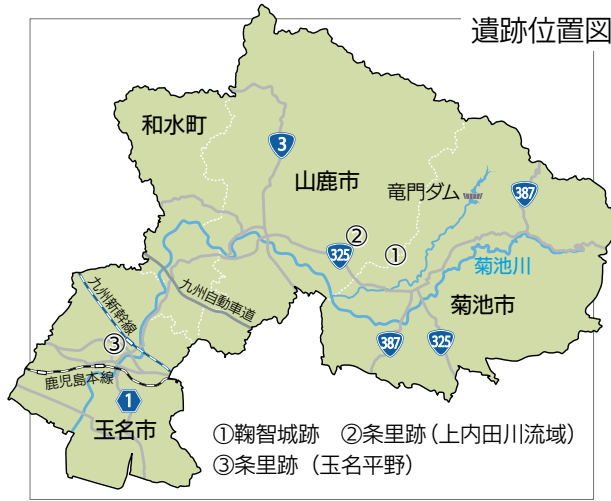 遺跡位置図
和水町
3
山鹿市
竜門ダム
387
②
325
①
菊池川
菊池市
九州自動車道
九州新幹線
③
387
325
鹿児島本線
1
玉名市
①鞠智城跡 ②条里跡(上内田川流域)
③条里跡（玉名平野）